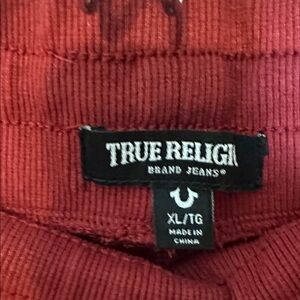 TRUE RELIGI
BRAND JEANS®
XL/TG
MADE IN
CHINA